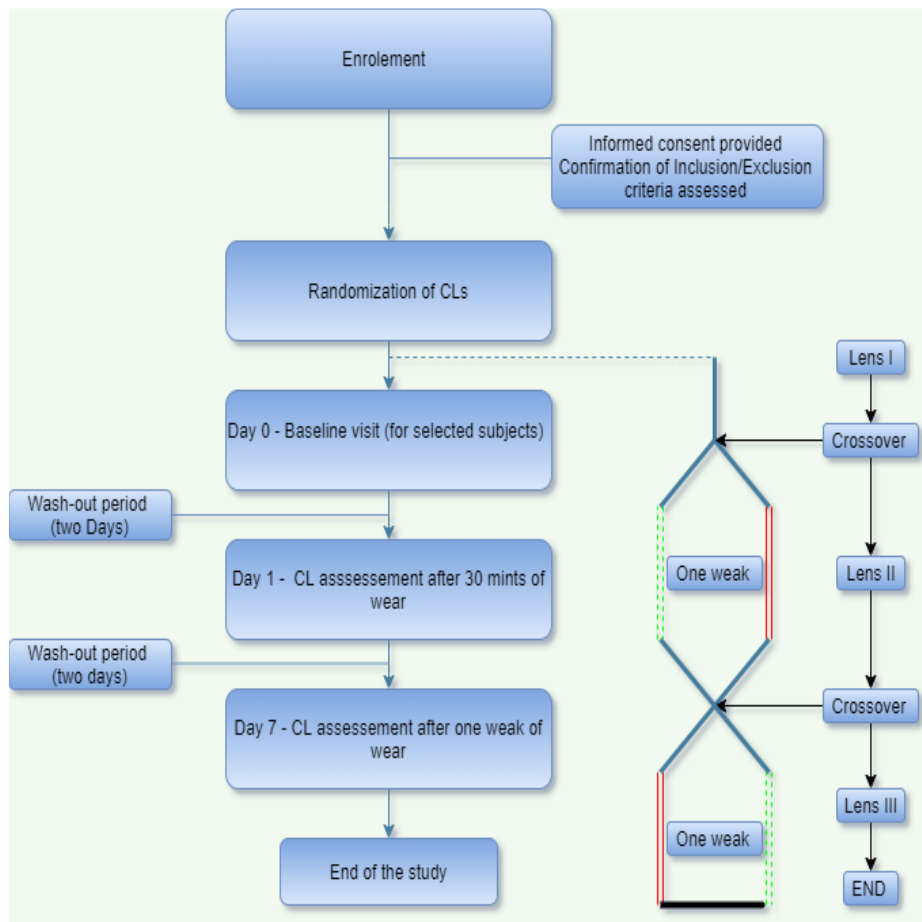 Enrolement
Informed consent provided
Confirmation of Inclusion/Exclusion
criteria assessed
Randomization of CLs
Day 0 - Baseline visit (for selected subjects)
Wash-out period
(two Days)
Day 1 - CL asssessement after 30 mints of
wear
Wash-out period
(two days)
Day 7 - CL assessement after one weak of
wear
End of the study
Lens I
Crossover
One weak
Lens II
Crossover
Lens III
One weak
END